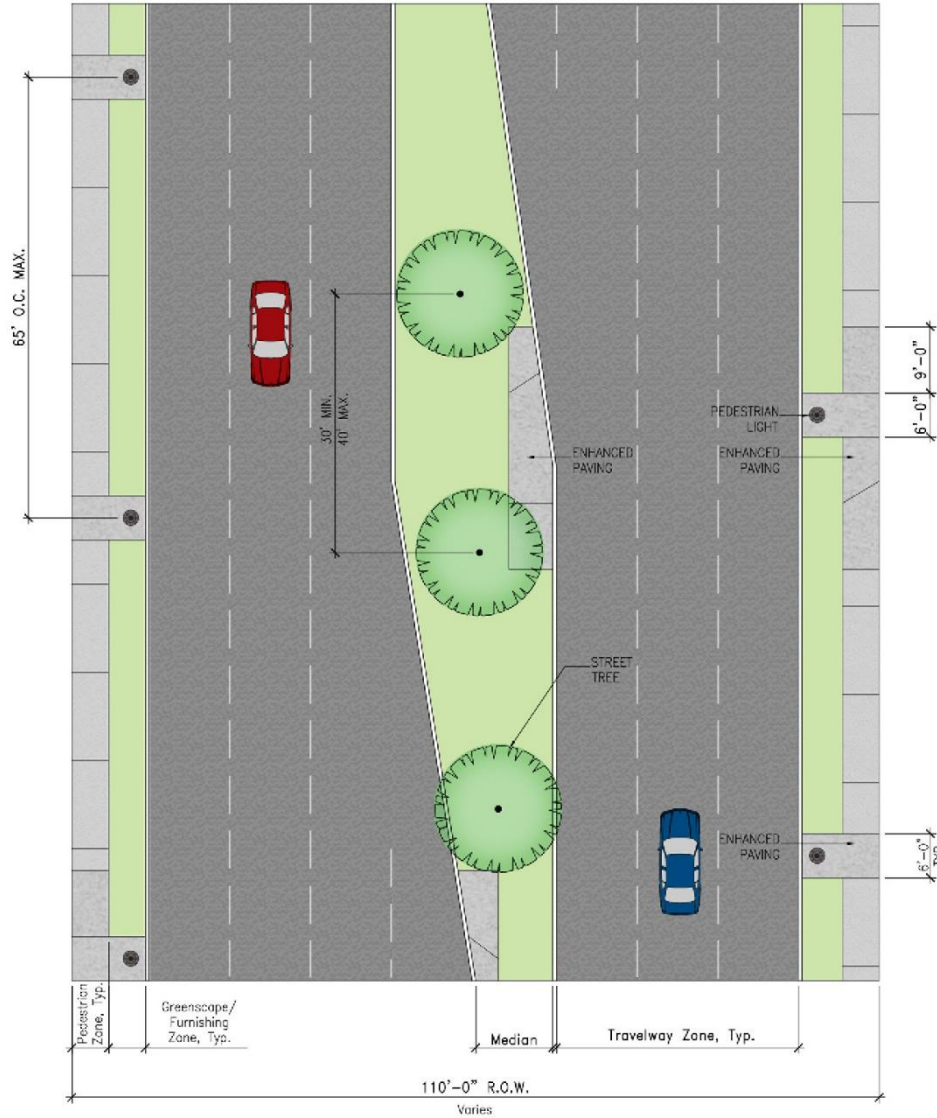 65' O.C. MAX.
30' MIN.
40' MAX.
9'-0"
6'-0"
PEDESTRIAN
LIGHT
ENHANCED
PAVING
ENHANCED
PAVING
STREET
TREE
ENHANCED
PAVING
6'-0"
TYP.
Pedestrian
Zone, Typ.
Greenscape/
Furnishing
Zone, Typ.
Median
Travelway Zone, Typ.
110'-0" R.O.W.
Varies